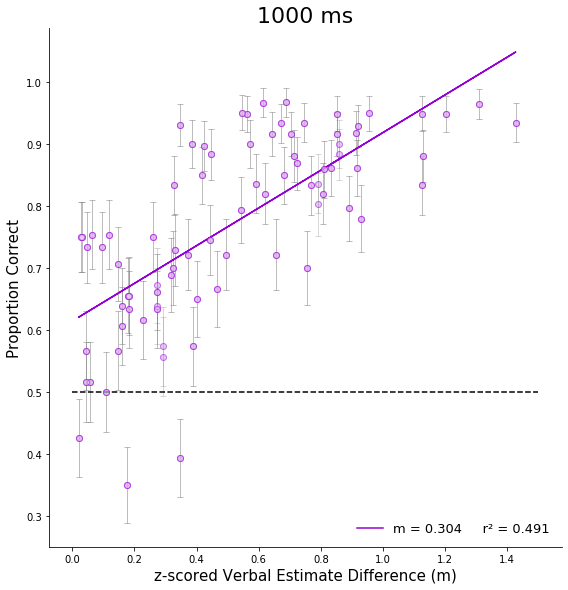 1000 ms
Proportion Correct
1.0
0.9
0.8
0.7
0.6
0.5
0.4
0.3
m = 0.304 r² = 0.491
0.0 0.2 0.4 0.6 0.8 1.0 1.2 1.4
z-scored Verbal Estimate Difference (m)